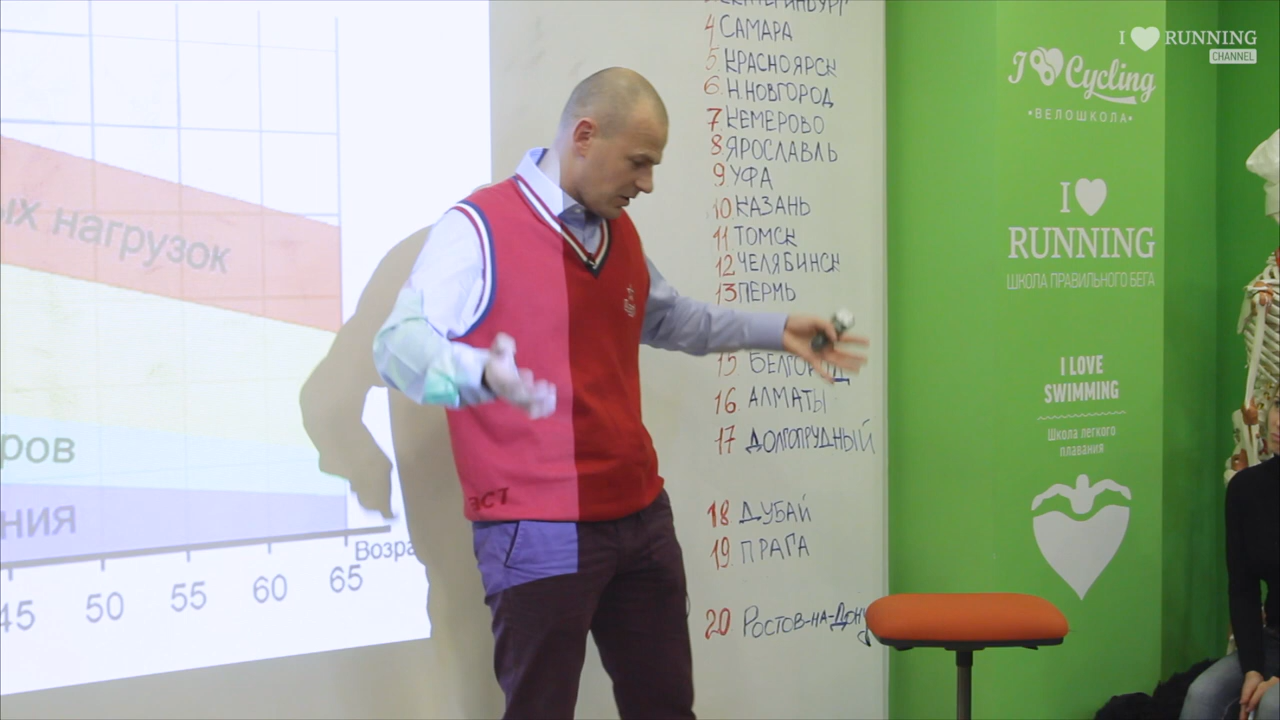 ых нагрузок
ров
ния
Возра
45
50
55
60
65
ЕКАТЕРИНБУРГ
4 САМАРА
5. КРАСНОЯРСК
6. Н.НОВГОРОД
7 КЕМЕРОВО
8 ЯРОСЛАВЛЬ
9 УФА
10 КАЗАНЬ
11 ТОМСК
12 ЧЕЛЯБИНСК
13 ПЕРМЬ
15 БЕЛГОРОД
16. АЛМАТЫ
17 ДОЛГОПРУДНЫЙ
18 ДУБАЙ
19 ПРАГА
20 Ростов-на-Дону
I RUNNING
CHANNEL
I Cycling
•ВЕЛОШКОЛА•
I
RUNNING
ШКОЛА ПРАВИЛЬНОГО БЕГА
I LOVE
SWIMMING
Школа легкого
плавания